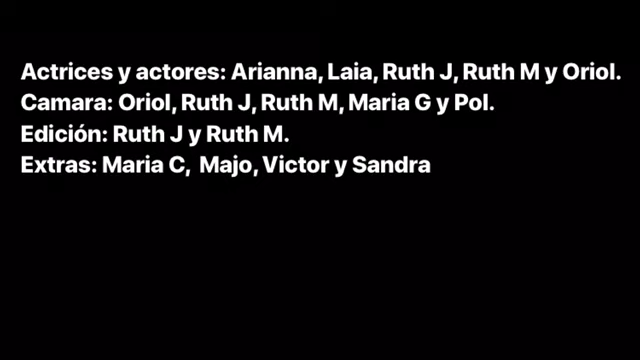 Actrices y actores: Arianna, Laia, Ruth J, Ruth M y Oriol.
Camara: Oriol, Ruth J, Ruth M, Maria G y Pol.
Edición: Ruth J y Ruth M.
Extras: Maria C,  Majo, Victor y Sandra